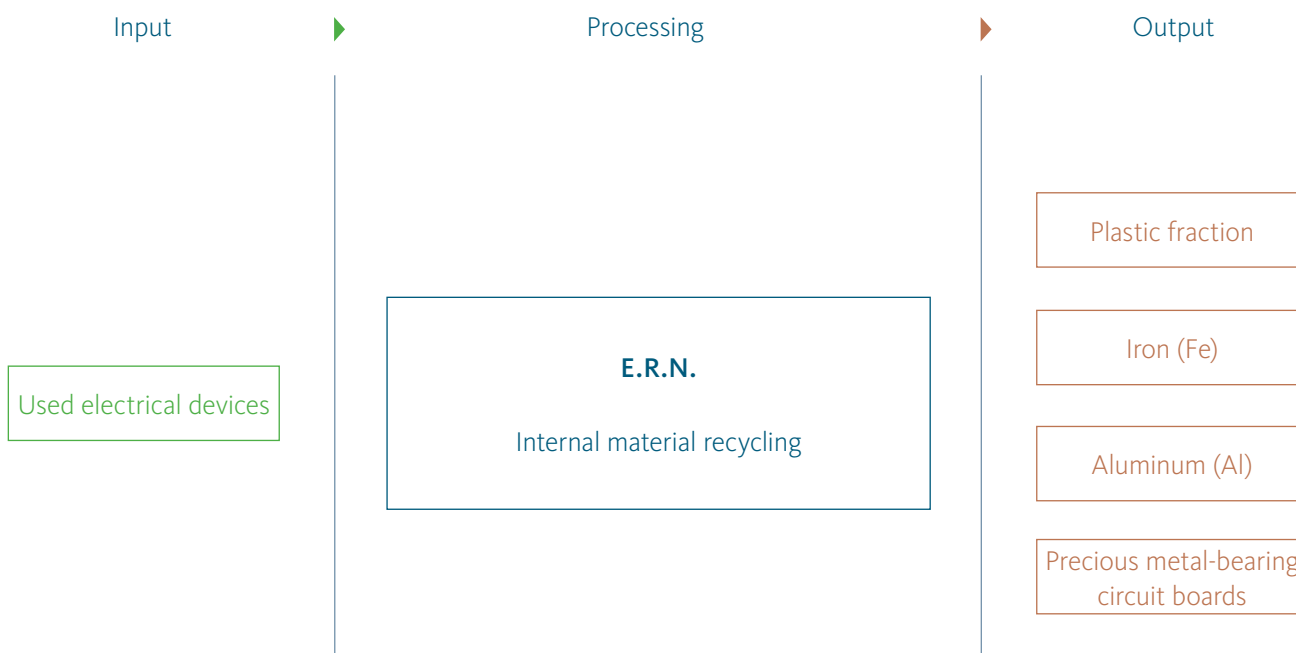 Input
Processing
Output
Plastic fraction
Iron (Fe)
E.R.N.
Used electrical devices
Internal material recycling
Aluminum (Al)
Precious metal-bearing
circuit boards